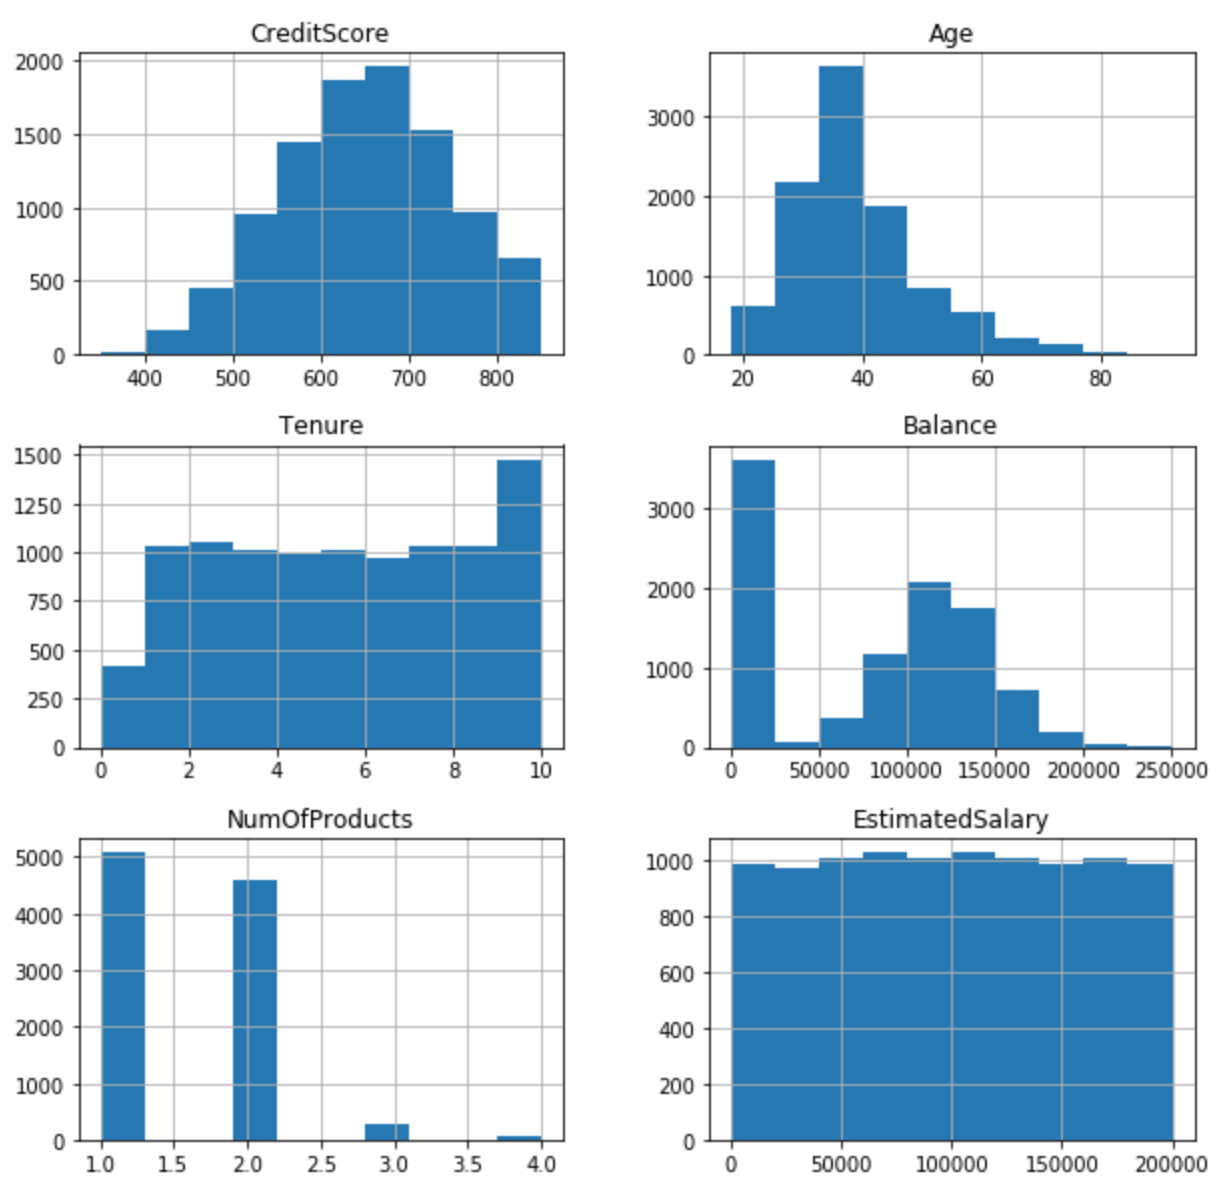 CreditScore
2000
1500
1000
500
0
400 500 600 700 800
Age
3000
2000
1000
0
20 40 60 80
Tenure
1500
1250
1000
750
500
250
0
0 2 4 6 8 10
Balance
3000
2000
1000
0
0 50000 100000 150000 200000 250000
NumOfProducts
5000
4000
3000
2000
1000
0
1.0 1.5 2.0 2.5 3.0 3.5 4.0
EstimatedSalary
1000
800
600
400
200
0
0 50000 100000 150000 200000